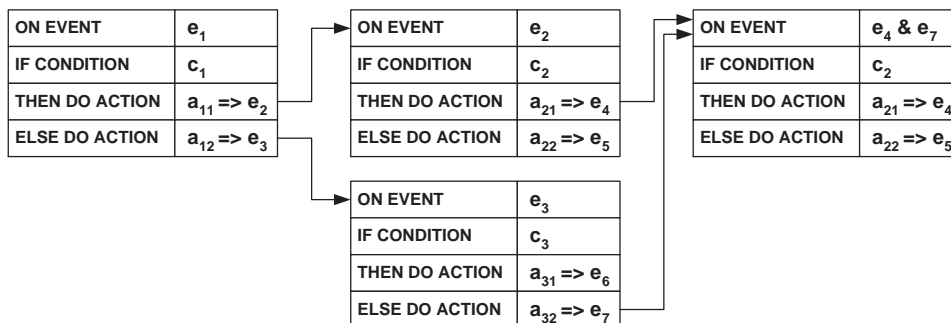 ON EVENT e₁
IF CONDITION c₁
THEN DO ACTION a₁₁ => e₂
ELSE DO ACTION a₁₂ => e₃
ON EVENT e₂
IF CONDITION c₂
THEN DO ACTION a₂₁ => e₄
ELSE DO ACTION a₂₂ => e₅
ON EVENT e₄ & e₇
IF CONDITION c₂
THEN DO ACTION a₂₁ => e₄
ELSE DO ACTION a₂₂ => e₅
ON EVENT e₃
IF CONDITION c₃
THEN DO ACTION a₃₁ => e₆
ELSE DO ACTION a₃₂ => e₇